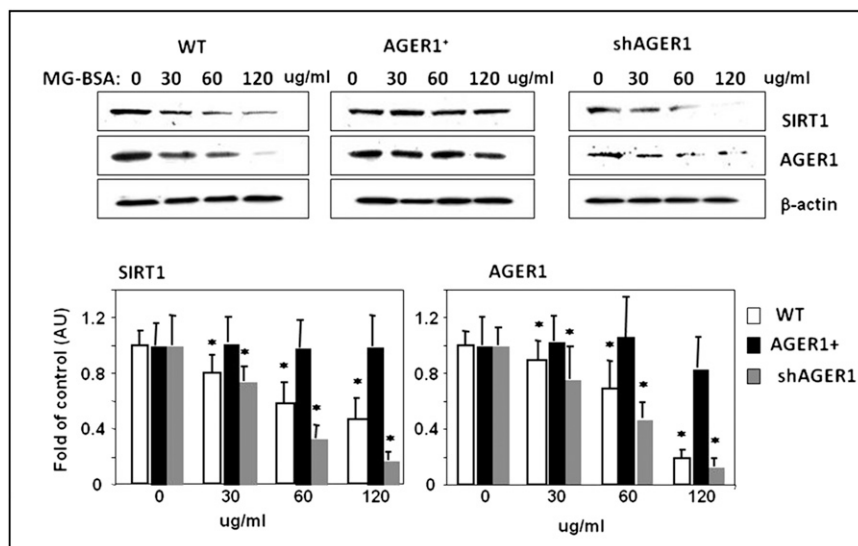 WT AGER1⁺ shAGER1
MG-BSA: 0 30 60 120 ug/ml 0 30 60 120 ug/ml 0 30 60 120 ug/ml
SIRT1
AGER1
β-actin
SIRT1 AGER1
Fold of control (AU)
1.2 1.2
0.8 0.8
0.4 0.4
0 0
* * * * * *
* * * * * *
WT
AGER1+
shAGER1
0 30 60 120 0 30 60 120
ug/ml ug/ml